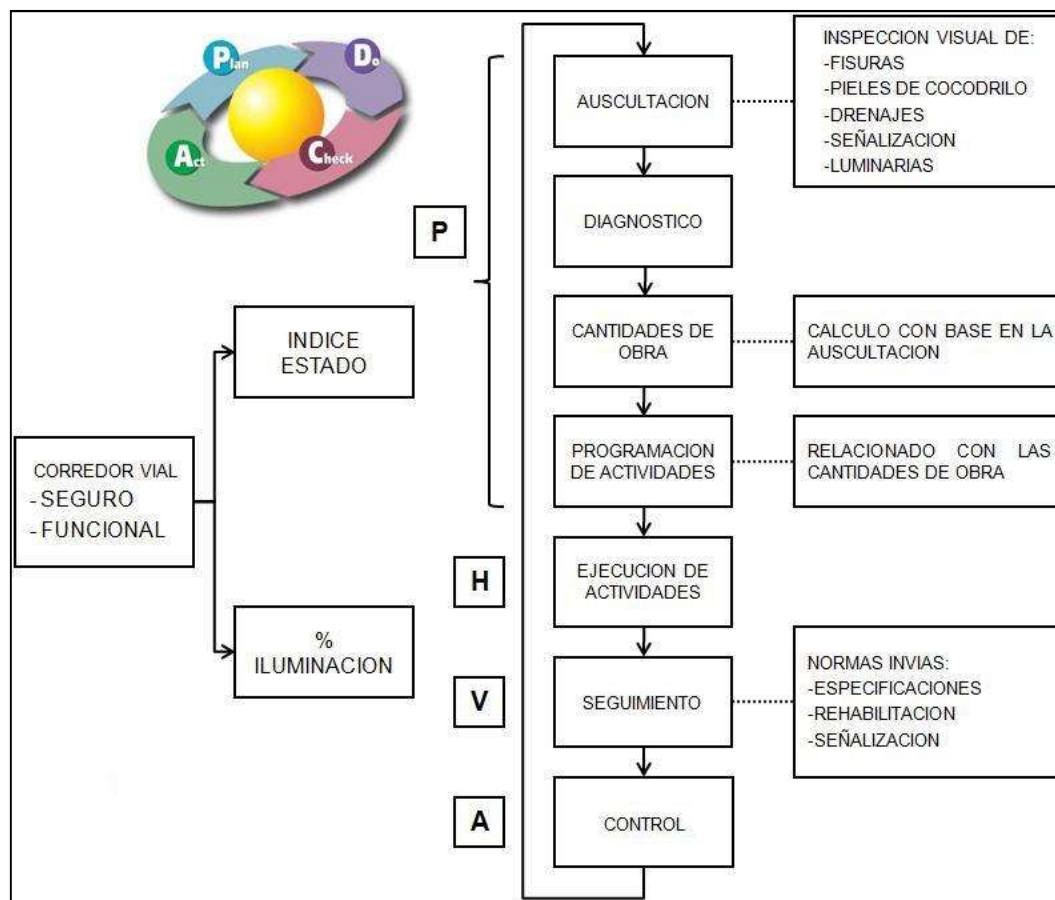 Plan
Do
Act
Check
P
H
V
A
CORREDOR VIAL
- SEGURO
- FUNCIONAL
INDICE
ESTADO
%
ILUMINACION
AUSCULTACION
INSPECCION VISUAL DE:
-FISURAS
-PIELES DE COCODRILO
-DRENAJES
-SEÑALIZACION
-LUMINARIAS
DIAGNOSTICO
CANTIDADES DE
OBRA
CALCULO CON BASE EN LA
AUSCULTACION
PROGRAMACION
DE ACTIVIDADES
RELACIONADO CON LAS
CANTIDADES DE OBRA
EJECUCION DE
ACTIVIDADES
SEGUIMIENTO
NORMAS INVIAS:
-ESPECIFICACIONES
-REHABILITACION
-SEÑALIZACION
CONTROL